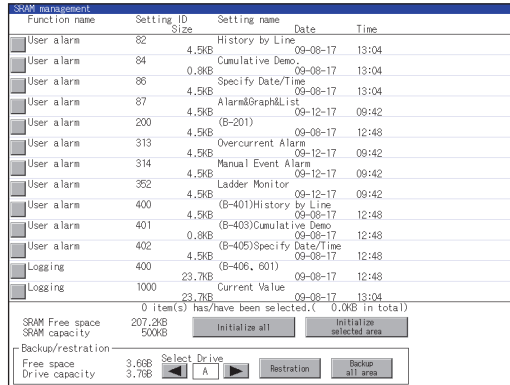 SRAM management
Function name Setting ID Setting name
Size Date Time
User alarm 82 History by Line
4.5KB 09-08-17 13:04
User alarm 84 Cumulative Demo.
0.8KB 09-08-17 13:04
User alarm 86 Specify Date/Time
4.5KB 09-08-17 13:04
User alarm 87 Alarm&Graph&List
4.5KB 09-12-17 09:42
User alarm 200 (B-201)
4.5KB 09-08-17 12:48
User alarm 313 Overcurrent Alarm
4.5KB 09-12-17 09:42
User alarm 314 Manual Event Alarm
4.5KB 09-12-17 09:42
User alarm 352 Ladder Monitor
4.5KB 09-12-17 09:42
User alarm 400 (B-401)History by Line
4.5KB 09-08-17 12:48
User alarm 401 (B-403)Cumulative Demo
0.8KB 09-08-17 12:48
User alarm 402 (B-405)Specify Date/Time
4.5KB 09-08-17 12:48
Logging 400 (B-406、601)
23.7KB 09-08-17 12:48
Logging 1000 Current Value
23.7KB 09-08-17 13:04
0 item(s) has/have been selected.( 0.0KB in total)
SRAM Free space 207.2KB
SRAM capacity 500KB
Initialize all
Initialize
selected area
Backup/restration
Free space 3.6GB
Drive capacity 3.7GB
Select Drive
A
Restration
Backup
all area